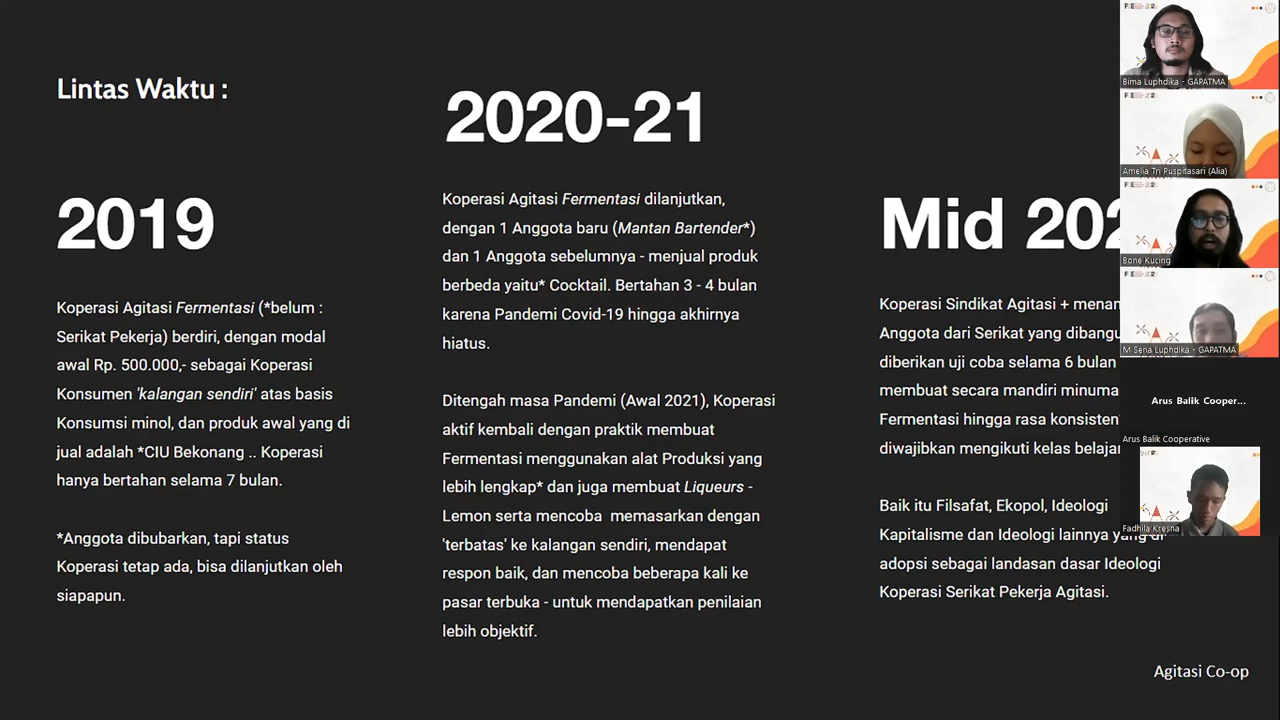 Lintas Waktu :
2019
Koperasi Agitasi Fermentasi (*belum :
Serikat Pekerja) berdiri, dengan modal
awal Rp. 500.000,- sebagai Koperasi
Konsumen 'kalangan sendiri' atas basis
Konsumsi minol, dan produk awal yang di
jual adalah *CIU Bekonang .. Koperasi
hanya bertahan selama 7 bulan.
*Anggota dibubarkan, tapi status
Koperasi tetap ada, bisa dilanjutkan oleh
siapapun.
2020-21
Koperasi Agitasi Fermentasi dilanjutkan,
dengan 1 Anggota baru (Mantan Bartender*)
dan 1 Anggota sebelumnya - menjual produk
berbeda yaitu* Cocktail. Bertahan 3 - 4 bulan
karena Pandemi Covid-19 hingga akhirnya
hiatus.
Ditengah masa Pandemi (Awal 2021), Koperasi
aktif kembali dengan praktik membuat
Fermentasi menggunakan alat Produksi yang
lebih lengkap* dan juga membuat Liqueurs -
Lemon serta mencoba memasarkan dengan
'terbatas' ke kalangan sendiri, mendapat
respon baik, dan mencoba beberapa kali ke
pasar terbuka - untuk mendapatkan penilaian
lebih objektif.
Mid
Koperasi Sindikat Agitasi +
Anggota dari Serikat yang
diberikan uji coba selama 6 bulan
membuat secara mandiri
Fermentasi hingga rasa konsisten
diwajibkan mengikuti kelas
Baik itu Filsafat, Ekopol, Ideologi
Kapitalisme dan Ideologi lainnya yang
adopsi sebagai landasan dasar Ideologi
Koperasi Serikat Pekerja Agitasi.
Agitasi Co-op
Bima Luphdika - GAPATMA
Amelia Tri Puspitasari (Alia)
Bone Kucing
M Sena Luphdika - GAPATMA
Arus Balik Cooper...
Arus Balik Cooperative
Fadhila Kresna